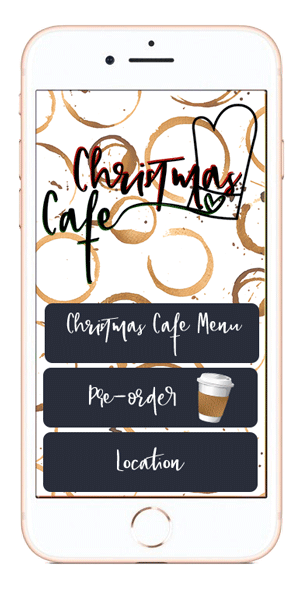 Christmas
Cafe
Christmas Cafe Menu
Pre-order
Location